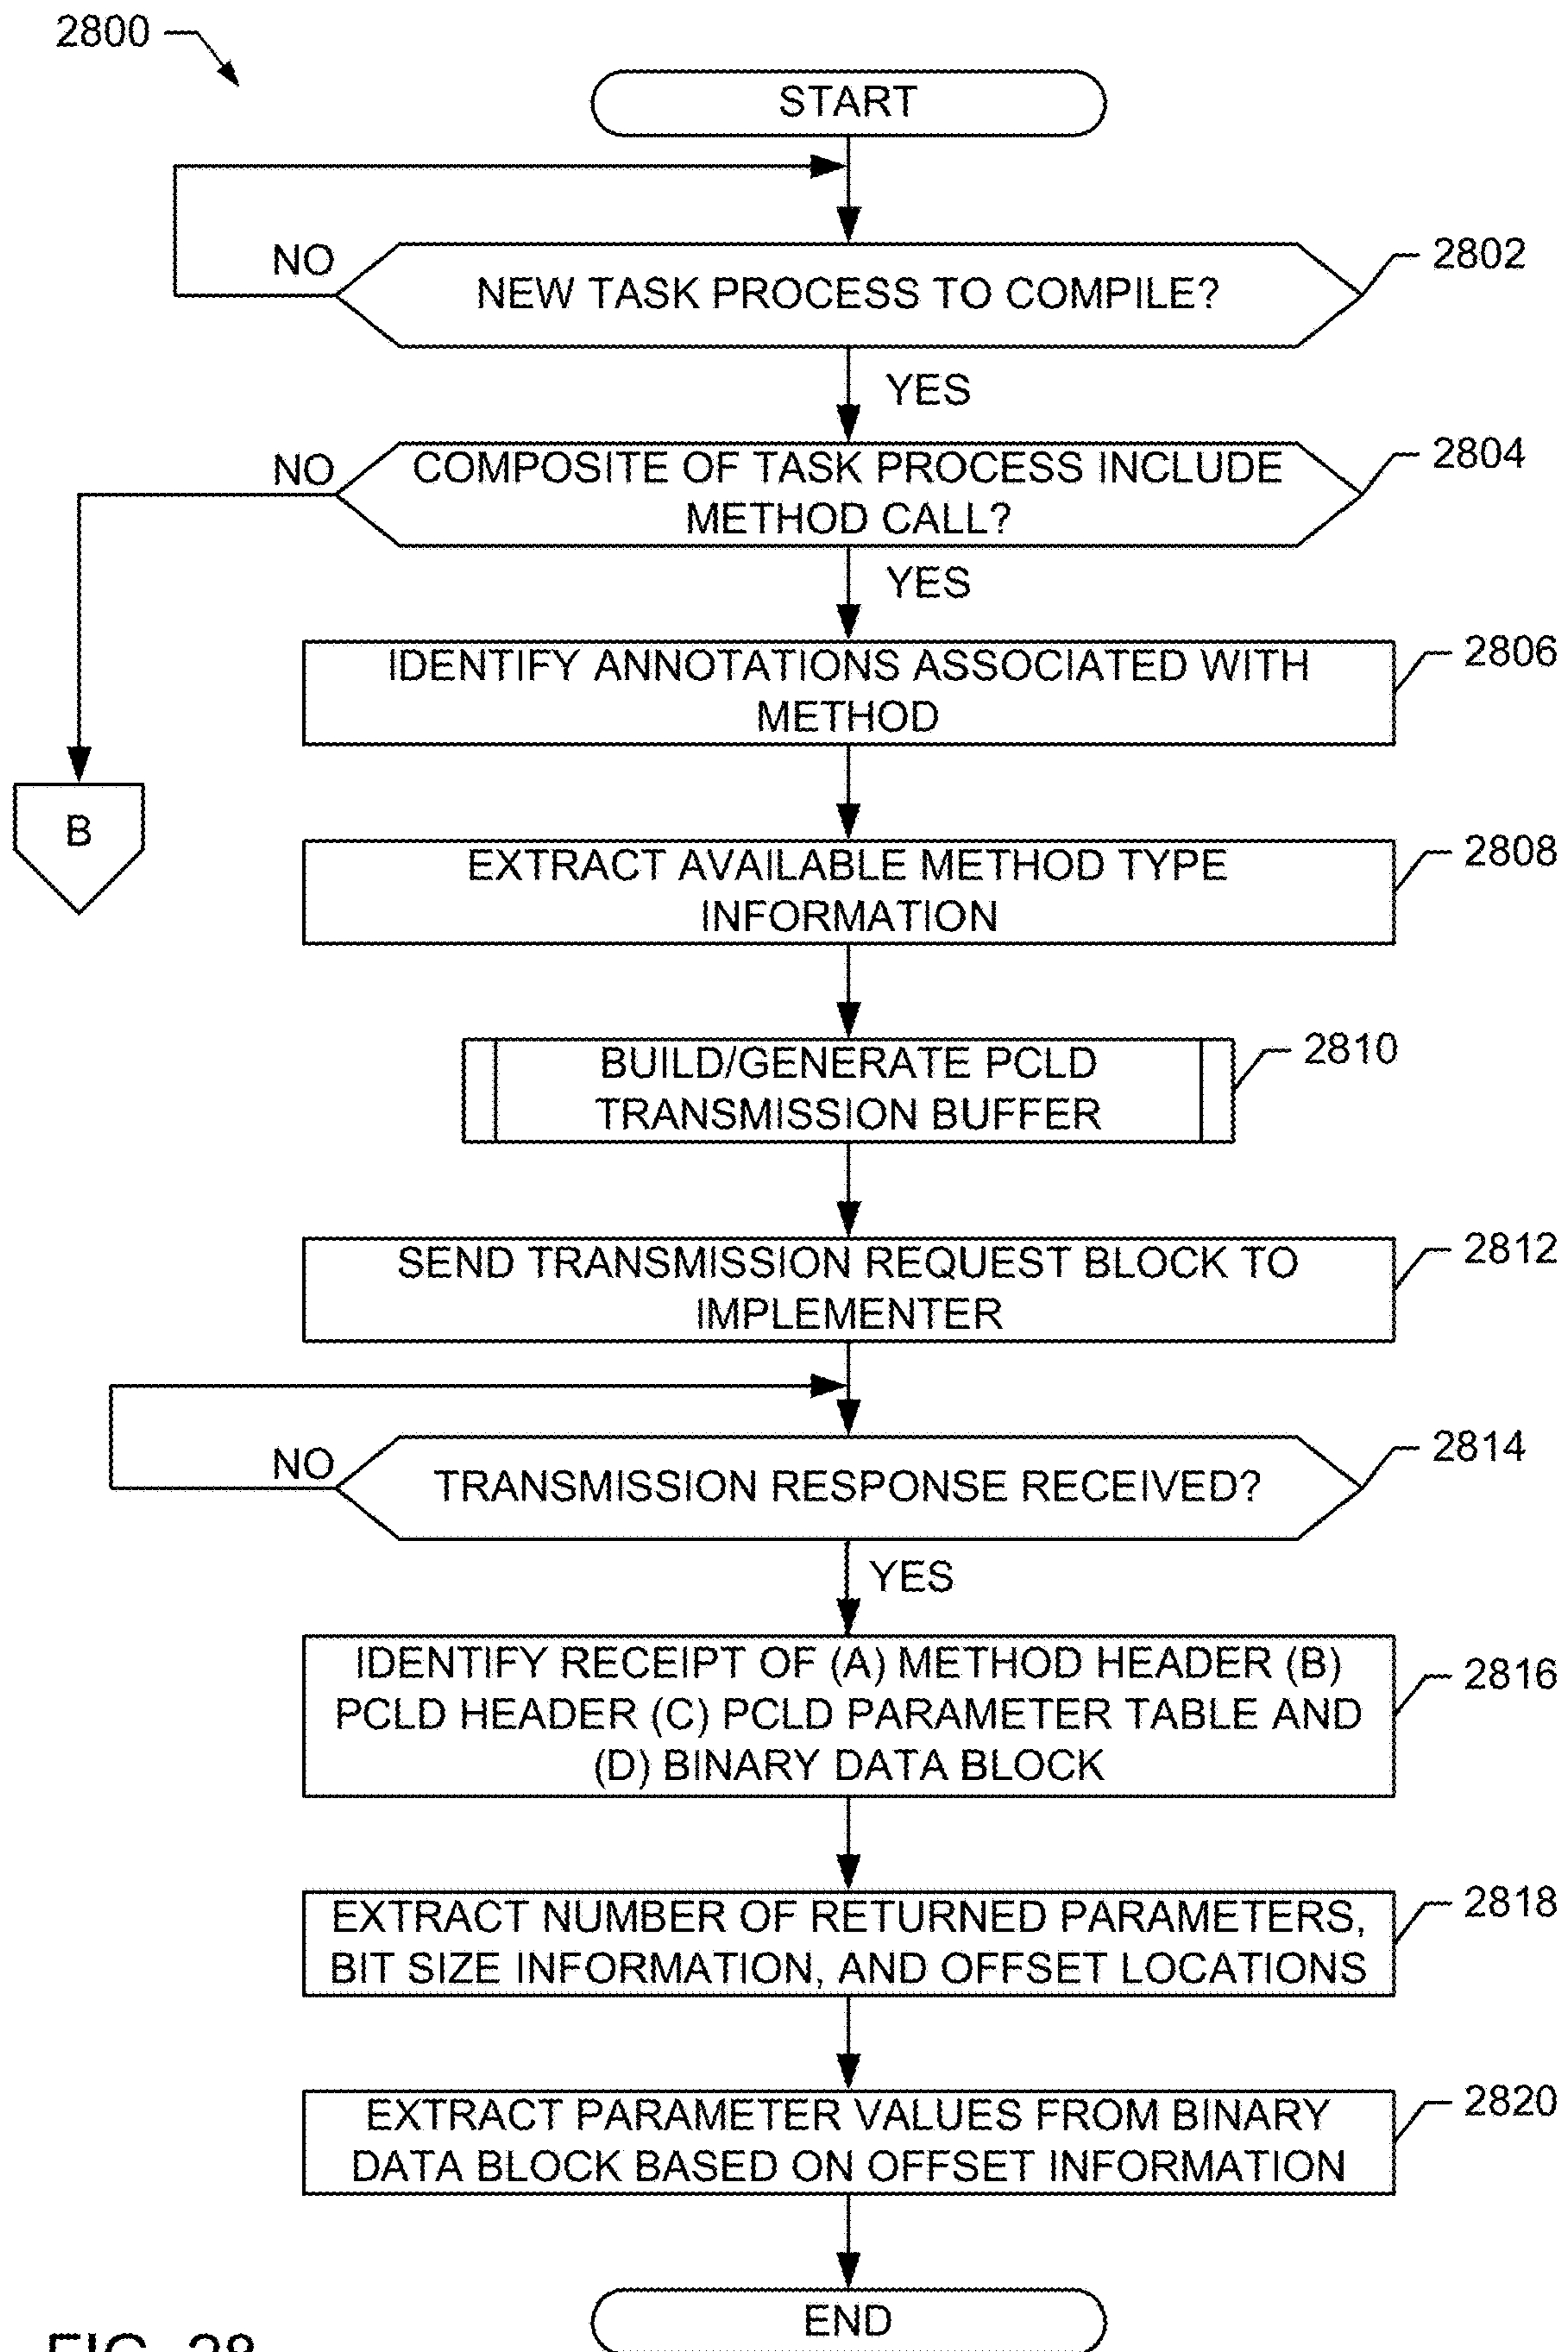 2800
START
NO
NEW TASK PROCESS TO COMPILE?
2802
YES
NO
COMPOSITE OF TASK PROCESS INCLUDE
METHOD CALL?
2804
YES
IDENTIFY ANNOTATIONS ASSOCIATED WITH
METHOD
2806
B
EXTRACT AVAILABLE METHOD TYPE
INFORMATION
2808
BUILD/GENERATE PCLD
TRANSMISSION BUFFER
2810
SEND TRANSMISSION REQUEST BLOCK TO
IMPLEMENTER
2812
NO
TRANSMISSION RESPONSE RECEIVED?
2814
YES
IDENTIFY RECEIPT OF (A) METHOD HEADER (B)
PCLD HEADER (C) PCLD PARAMETER TABLE AND
(D) BINARY DATA BLOCK
2816
EXTRACT NUMBER OF RETURNED PARAMETERS,
BIT SIZE INFORMATION, AND OFFSET LOCATIONS
2818
EXTRACT PARAMETER VALUES FROM BINARY
DATA BLOCK BASED ON OFFSET INFORMATION
2820
END
FIG. 28